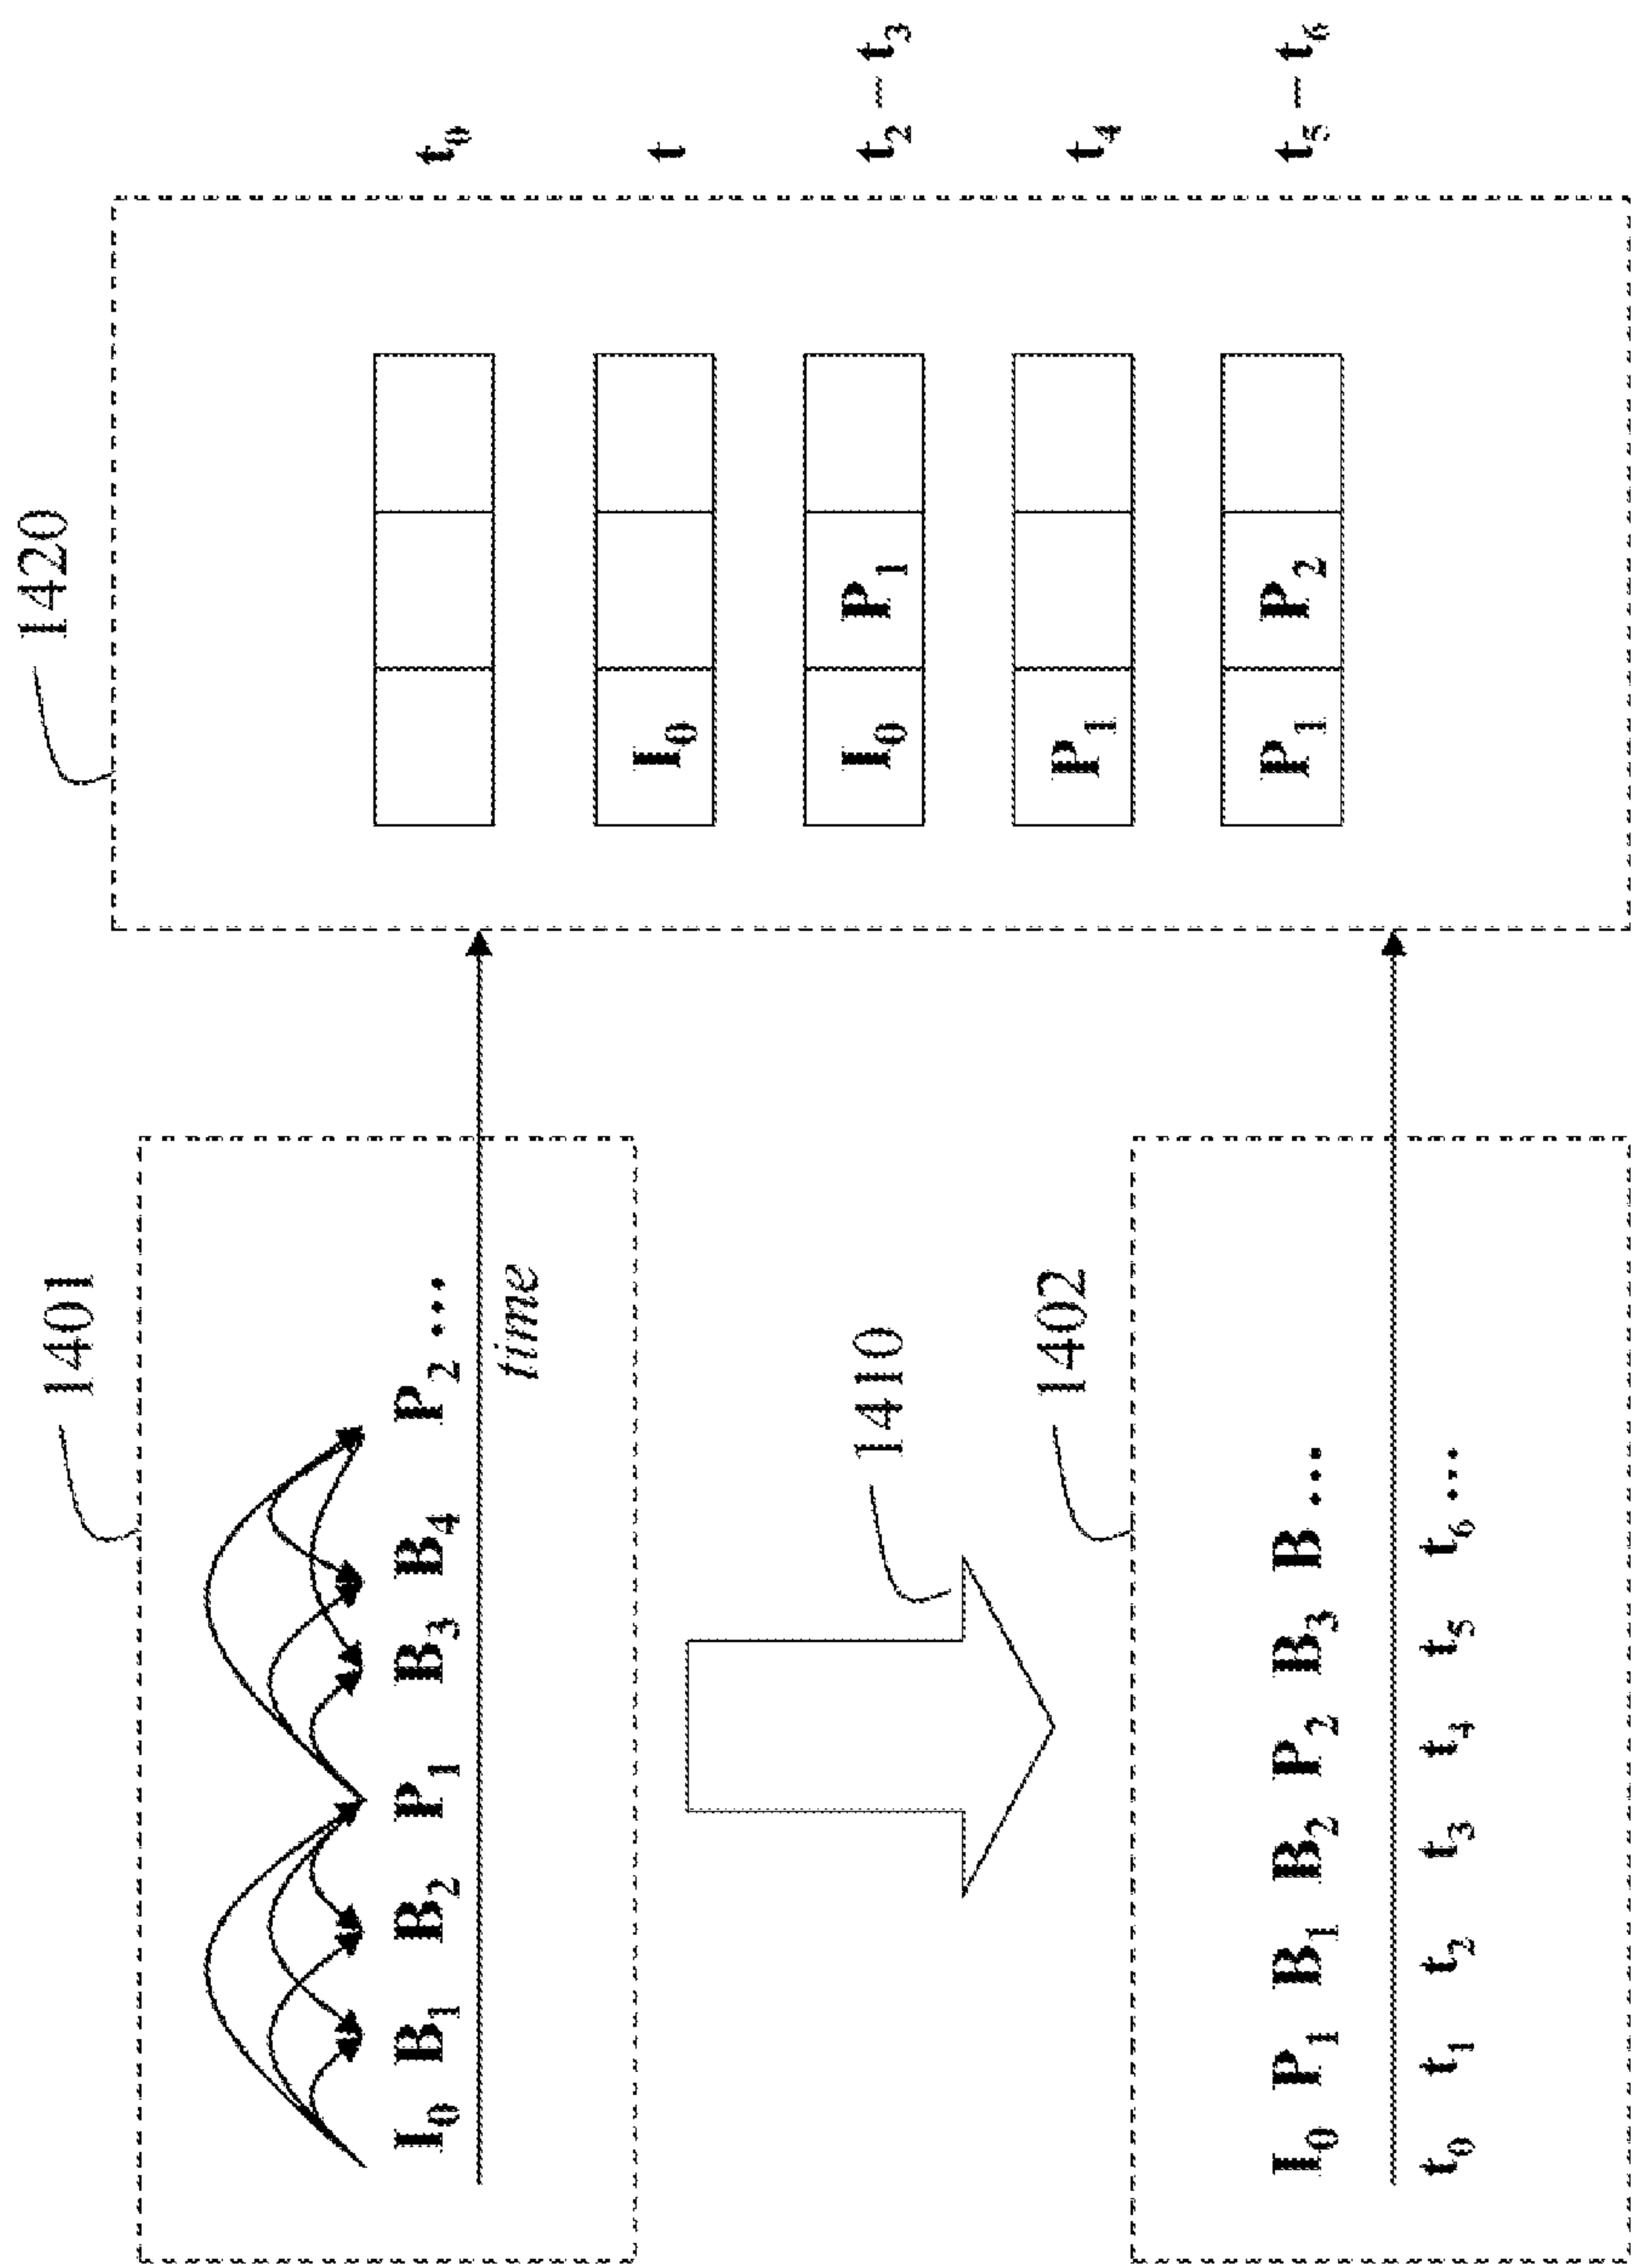 1401
I₀ B₁ B₂ P₁ B₃ B₄ P₂ ...
time
1410
1402
I₀ P₁ B₁ B₂ P₂ B₃ B ...
t₀ t₁ t₂ t₃ t₄ t₅ t₆ ...
1420
t₀
I₀ t
I₀ P₁ t₂ – t₃
P₁ t₄
P₁ P₂ t₅ – t₆